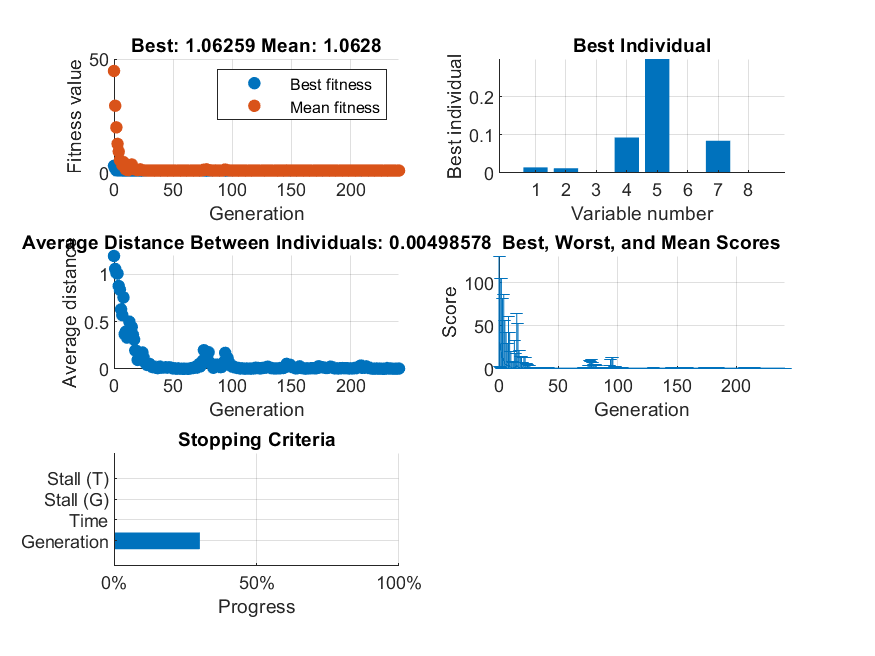 Best: 1.06259 Mean: 1.0628
Fitness value
50
0
Best fitness
Mean fitness
0 50 100 150 200
Generation
Best Individual
Best individual
0.2
0.1
0
1 2 3 4 5 6 7 8
Variable number
Average Distance Between Individuals: 0.00498578
Average distance
1
0.5
0
0 50 100 150 200
Generation
Best, Worst, and Mean Scores
Score
100
50
0
0 50 100 150 200
Generation
Stopping Criteria
Stall (T)
Stall (G)
Time
Generation
0% 50% 100%
Progress